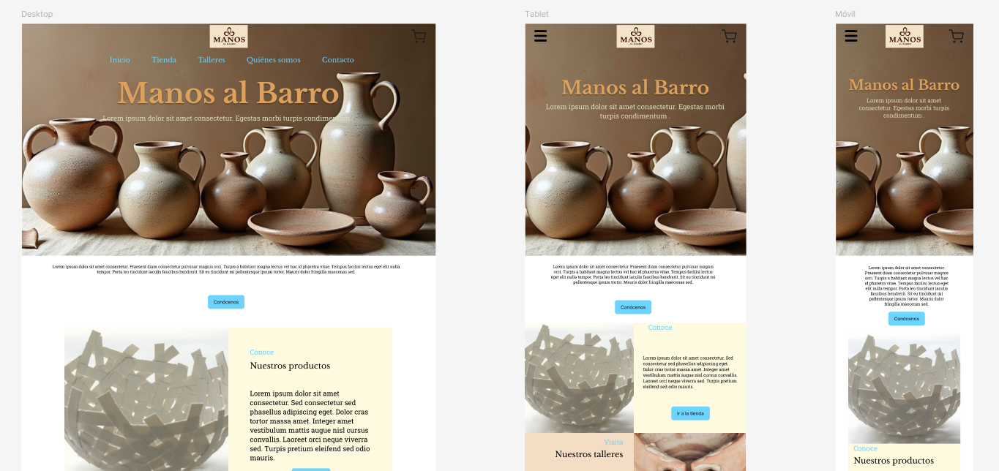 Desktop
MANOS
AL BARRO
Inicio Tienda Talleres Quiénes somos Contacto
Manos al Barro
Lorem ipsum dolor sit amet consectetur. Egestas morbi turpis condimentum .
Lorem ipsum dolor sit amet consectetur. Praesent diam consectetur pulvinar magnis orci. Turpis a habitant magna lectus vel hac id pharetra vitae. Tempus facilisi lectus eget elit nulla
tempor. Porta leo tincidunt iaculis faucibus hendrerit. Sit eu tincidunt mi pellentesque ipsum tortor. Mauris dolor fringilla maecenas sed.
Conócenos
Conoce
Nuestros productos
Lorem ipsum dolor sit amet
consectetur. Sed consectetur sed
phasellus adipiscing eget. Dolor cras
tortor massa amet. Integer amet
vestibulum mattis augue nisl cursus
convallis. Laoreet orci neque viverra
sed. Turpis pretium eleifend sed odio
mauris.
Tablet
MANOS
AL BARRO
Manos al Barro
Lorem ipsum dolor sit amet consectetur. Egestas morbi
turpis condimentum .
Lorem ipsum dolor sit amet consectetur. Praesent diam consectetur pulvinar magnis
orci. Turpis a habitant magna lectus vel hac id pharetra vitae. Tempus facilisi lectus
eget elit nulla tempor. Porta leo tincidunt iaculis faucibus hendrerit. Sit eu tincidunt mi
pellentesque ipsum tortor. Mauris dolor fringilla maecenas sed.
Conócenos
Conoce
Lorem ipsum dolor sit amet consectetur. Sed
consectetur sed phasellus adipiscing eget.
Dolor cras tortor massa amet. Integer amet
vestibulum mattis augue nisl cursus convallis.
Laoreet orci neque viverra sed. Turpis pretium
eleifend sed odio mauris.
Ir a la tienda
Visita
Nuestros talleres
Móvil
MANOS
AL BARRO
Manos al Barro
Lorem ipsum dolor sit amet
consectetur. Egestas morbi turpis
condimentum .
Lorem ipsum dolor sit amet consectetur.
Praesent diam consectetur pulvinar magnis
orci. Turpis a habitant magna lectus vel hac
id pharetra vitae. Tempus facilisi lectus eget
elit nulla tempor. Porta leo tincidunt iaculis
faucibus hendrerit. Sit eu tincidunt mi
pellentesque ipsum tortor. Mauris dolor
fringilla maecenas sed.
Conócenos
Conoce
Nuestros productos